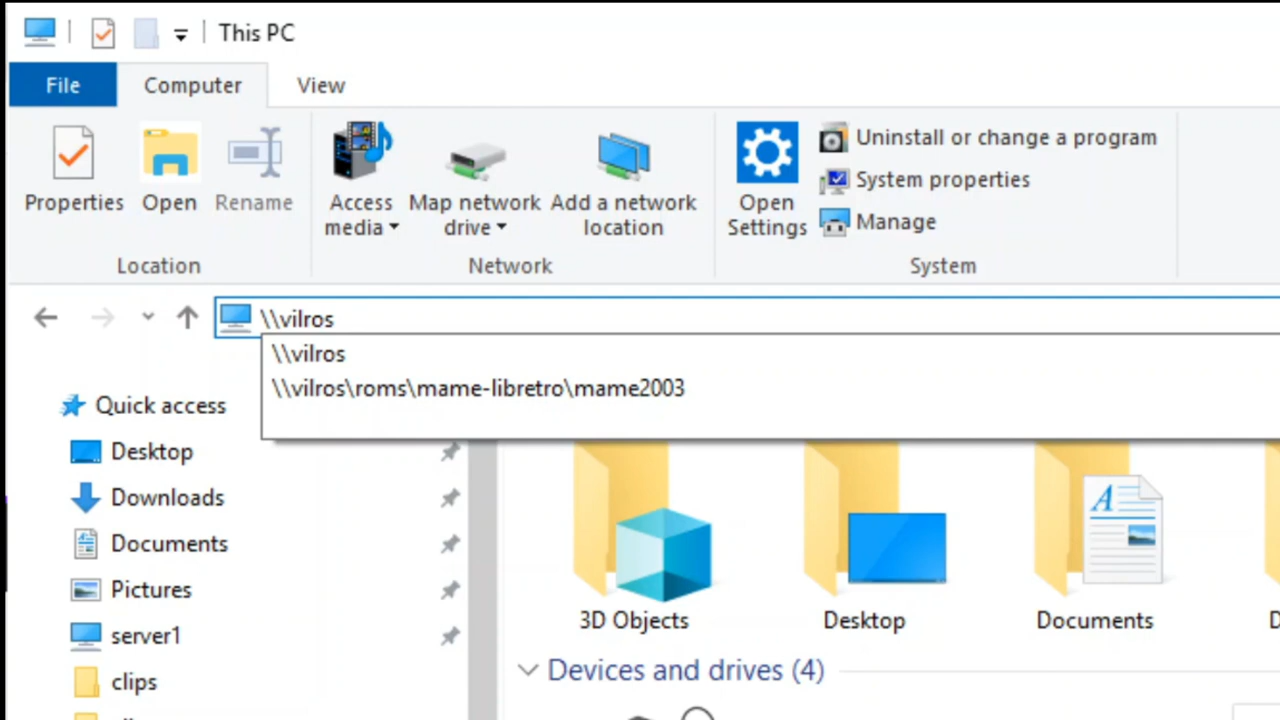 This PC
File Computer View
Properties Open Rename
Access media Map network drive Add a network location
Open Settings
Uninstall or change a program
System properties
Manage
Location Network System
\\vilros
\\vilros
\\vilros\roms\mame-libretro\mame2003
Quick access
Desktop
Downloads
Documents
Pictures
server1
clips
3D Objects Desktop Documents
Devices and drives (4)